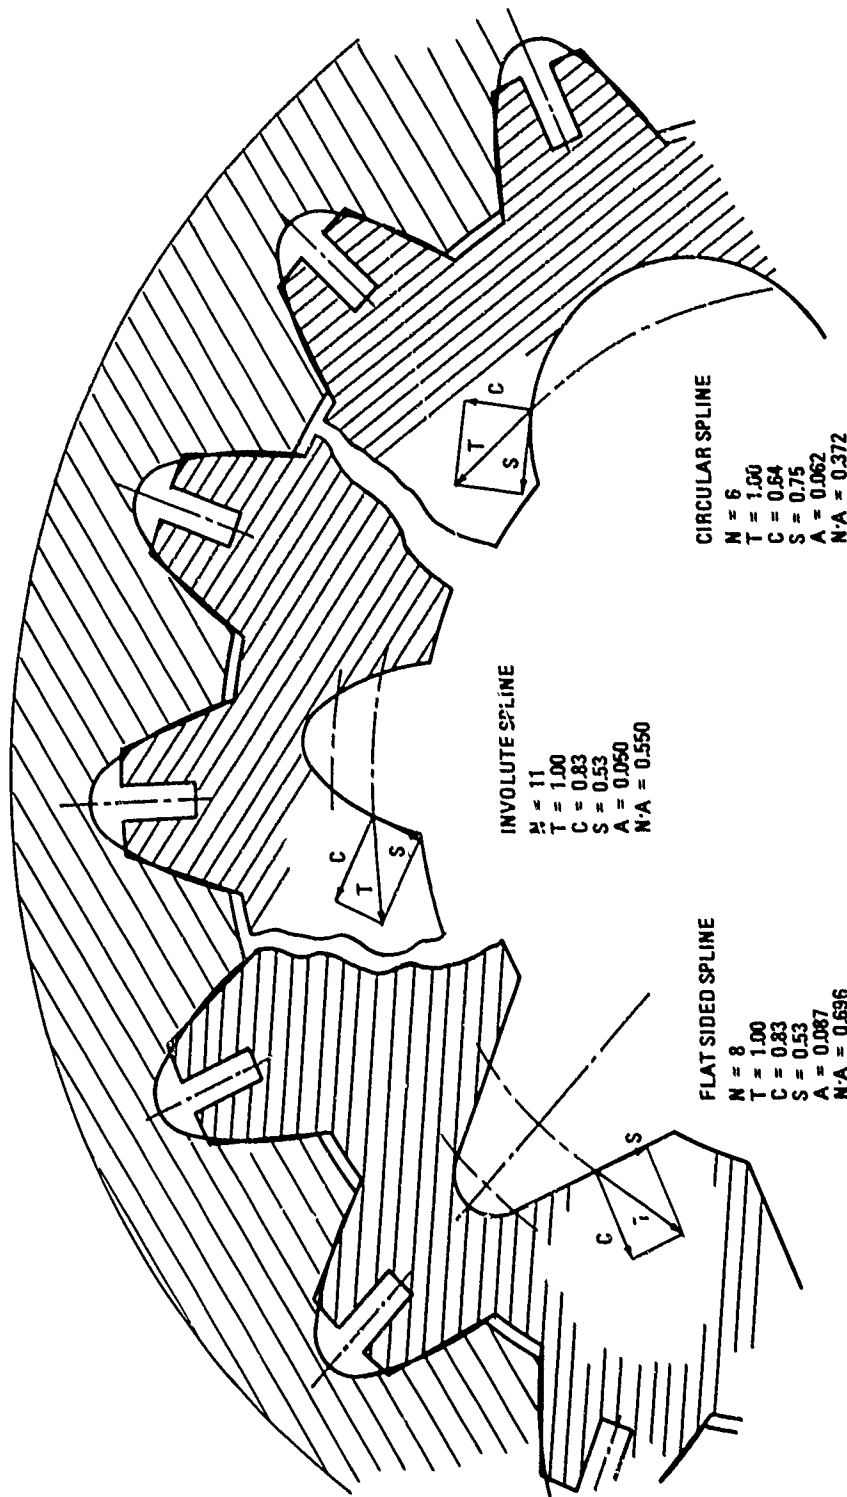 FLAT SIDED SPLINE
N = 8
T = 1.00
C = 0.83
S = 0.53
A = 0.087
N·A = 0.696
INVOLUTE SPLINE
N = 11
T = 1.00
C = 0.83
S = 0.53
A = 0.050
N·A = 0.550
CIRCULAR SPLINE
N = 6
T = 1.00
C = 0.64
S = 0.75
A = 0.062
N·A = 0.372
C
S
C
T
S
C
T
S